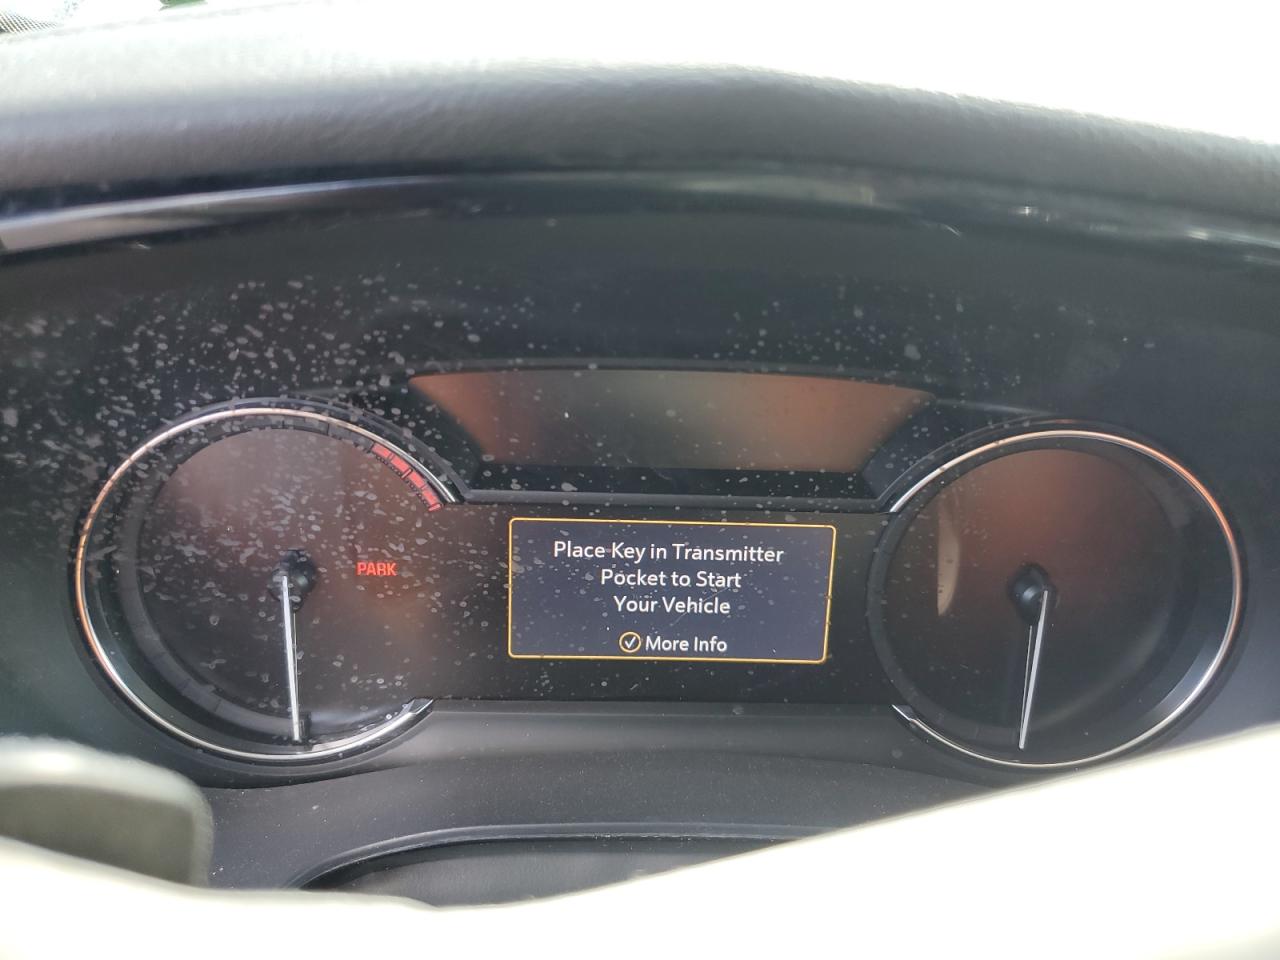 PARK
Place Key in Transmitter
Pocket to Start
Your Vehicle
More Info